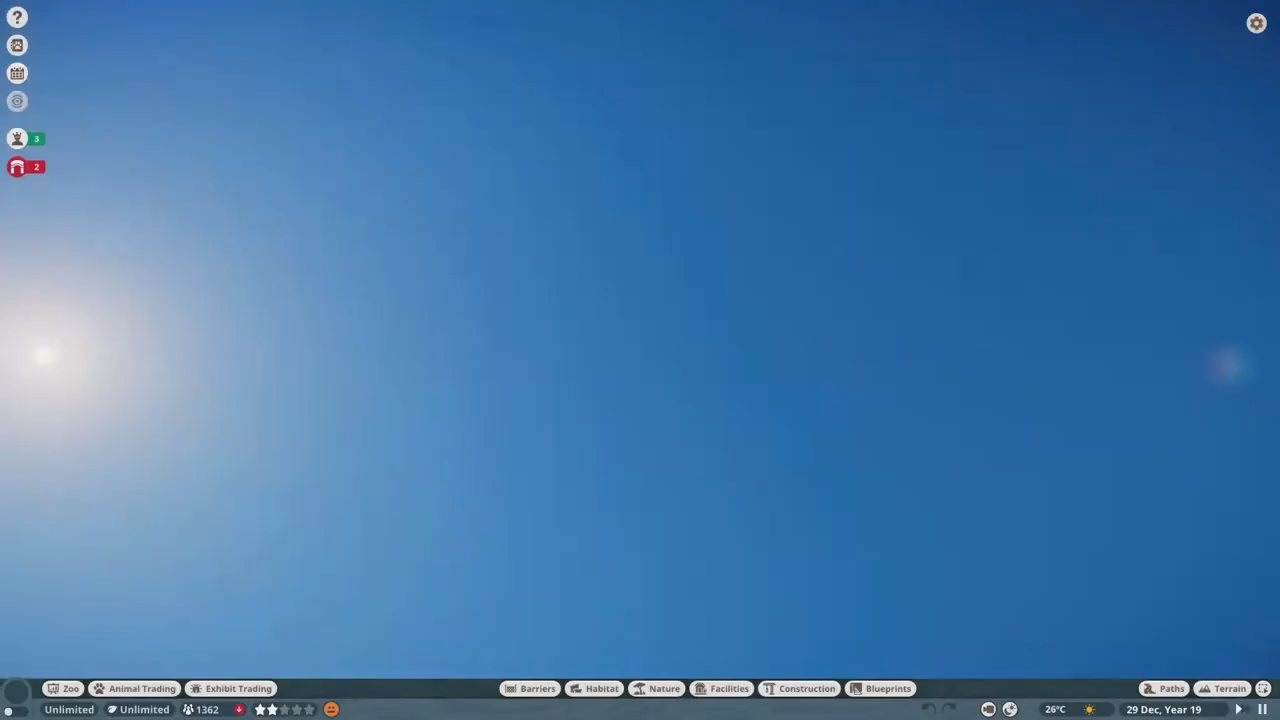 ?
3
2
Zoo
Animal Trading
Exhibit Trading
Barriers
Habitat
Nature
Facilities
Construction
Blueprints
Paths
Terrain
Unlimited
Unlimited
1362
26°C
29 Dec, Year 19